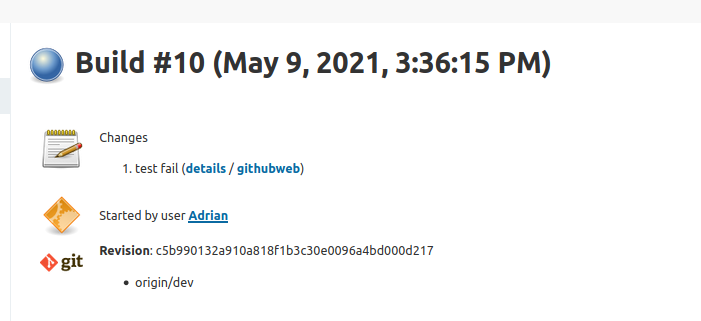 Build #10 (May 9, 2021, 3:36:15 PM)
Changes
1. test fail (details / githubweb)
Started by user Adrian
git
Revision: c5b990132a910a818f1b3c30e0096a4bd000d217
• origin/dev